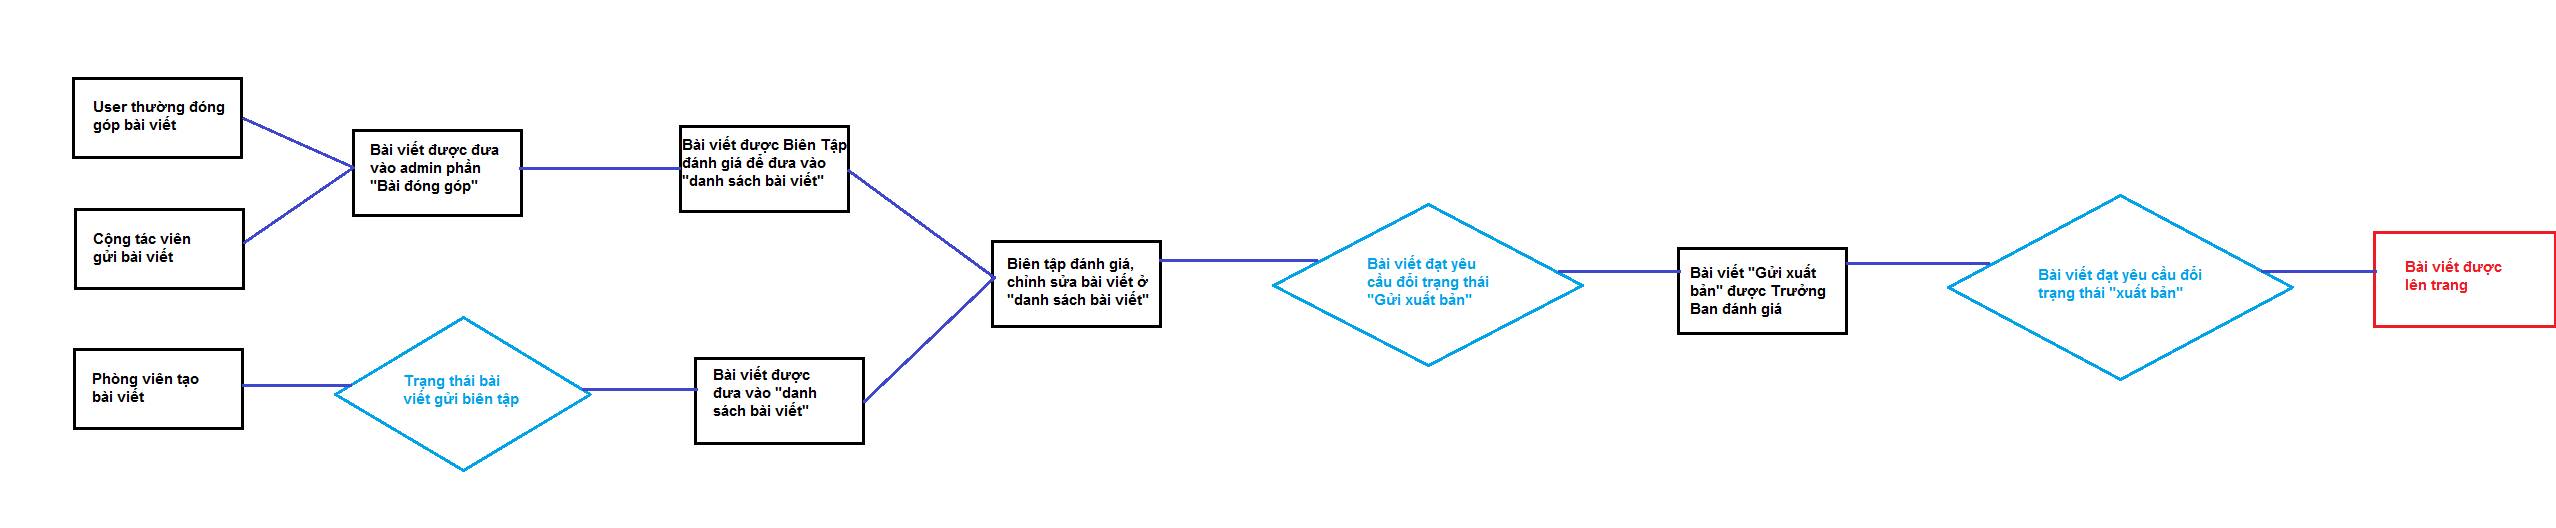 User thường đóng
góp bài viết
Cộng tác viên
gửi bài viết
Bài viết được đưa
vào admin phần
"Bài đóng góp"
Bài viết được Biên Tập
đánh giá để đưa vào
"danh sách bài viết"
Phòng viên tạo
bài viết
Trạng thái bài
viết gửi biên tập
Bài viết được
đưa vào "danh
sách bài viết"
Biên tập đánh giá,
chỉnh sửa bài viết ở
"danh sách bài viết"
Bài viết đạt yêu
cầu đổi trạng thái
"Gửi xuất bản"
Bài viết "Gửi xuất
bản" được Trưởng
Ban đánh giá
Bài viết đạt yêu cầu đổi
trạng thái "xuất bản"
Bài viết được
lên trang